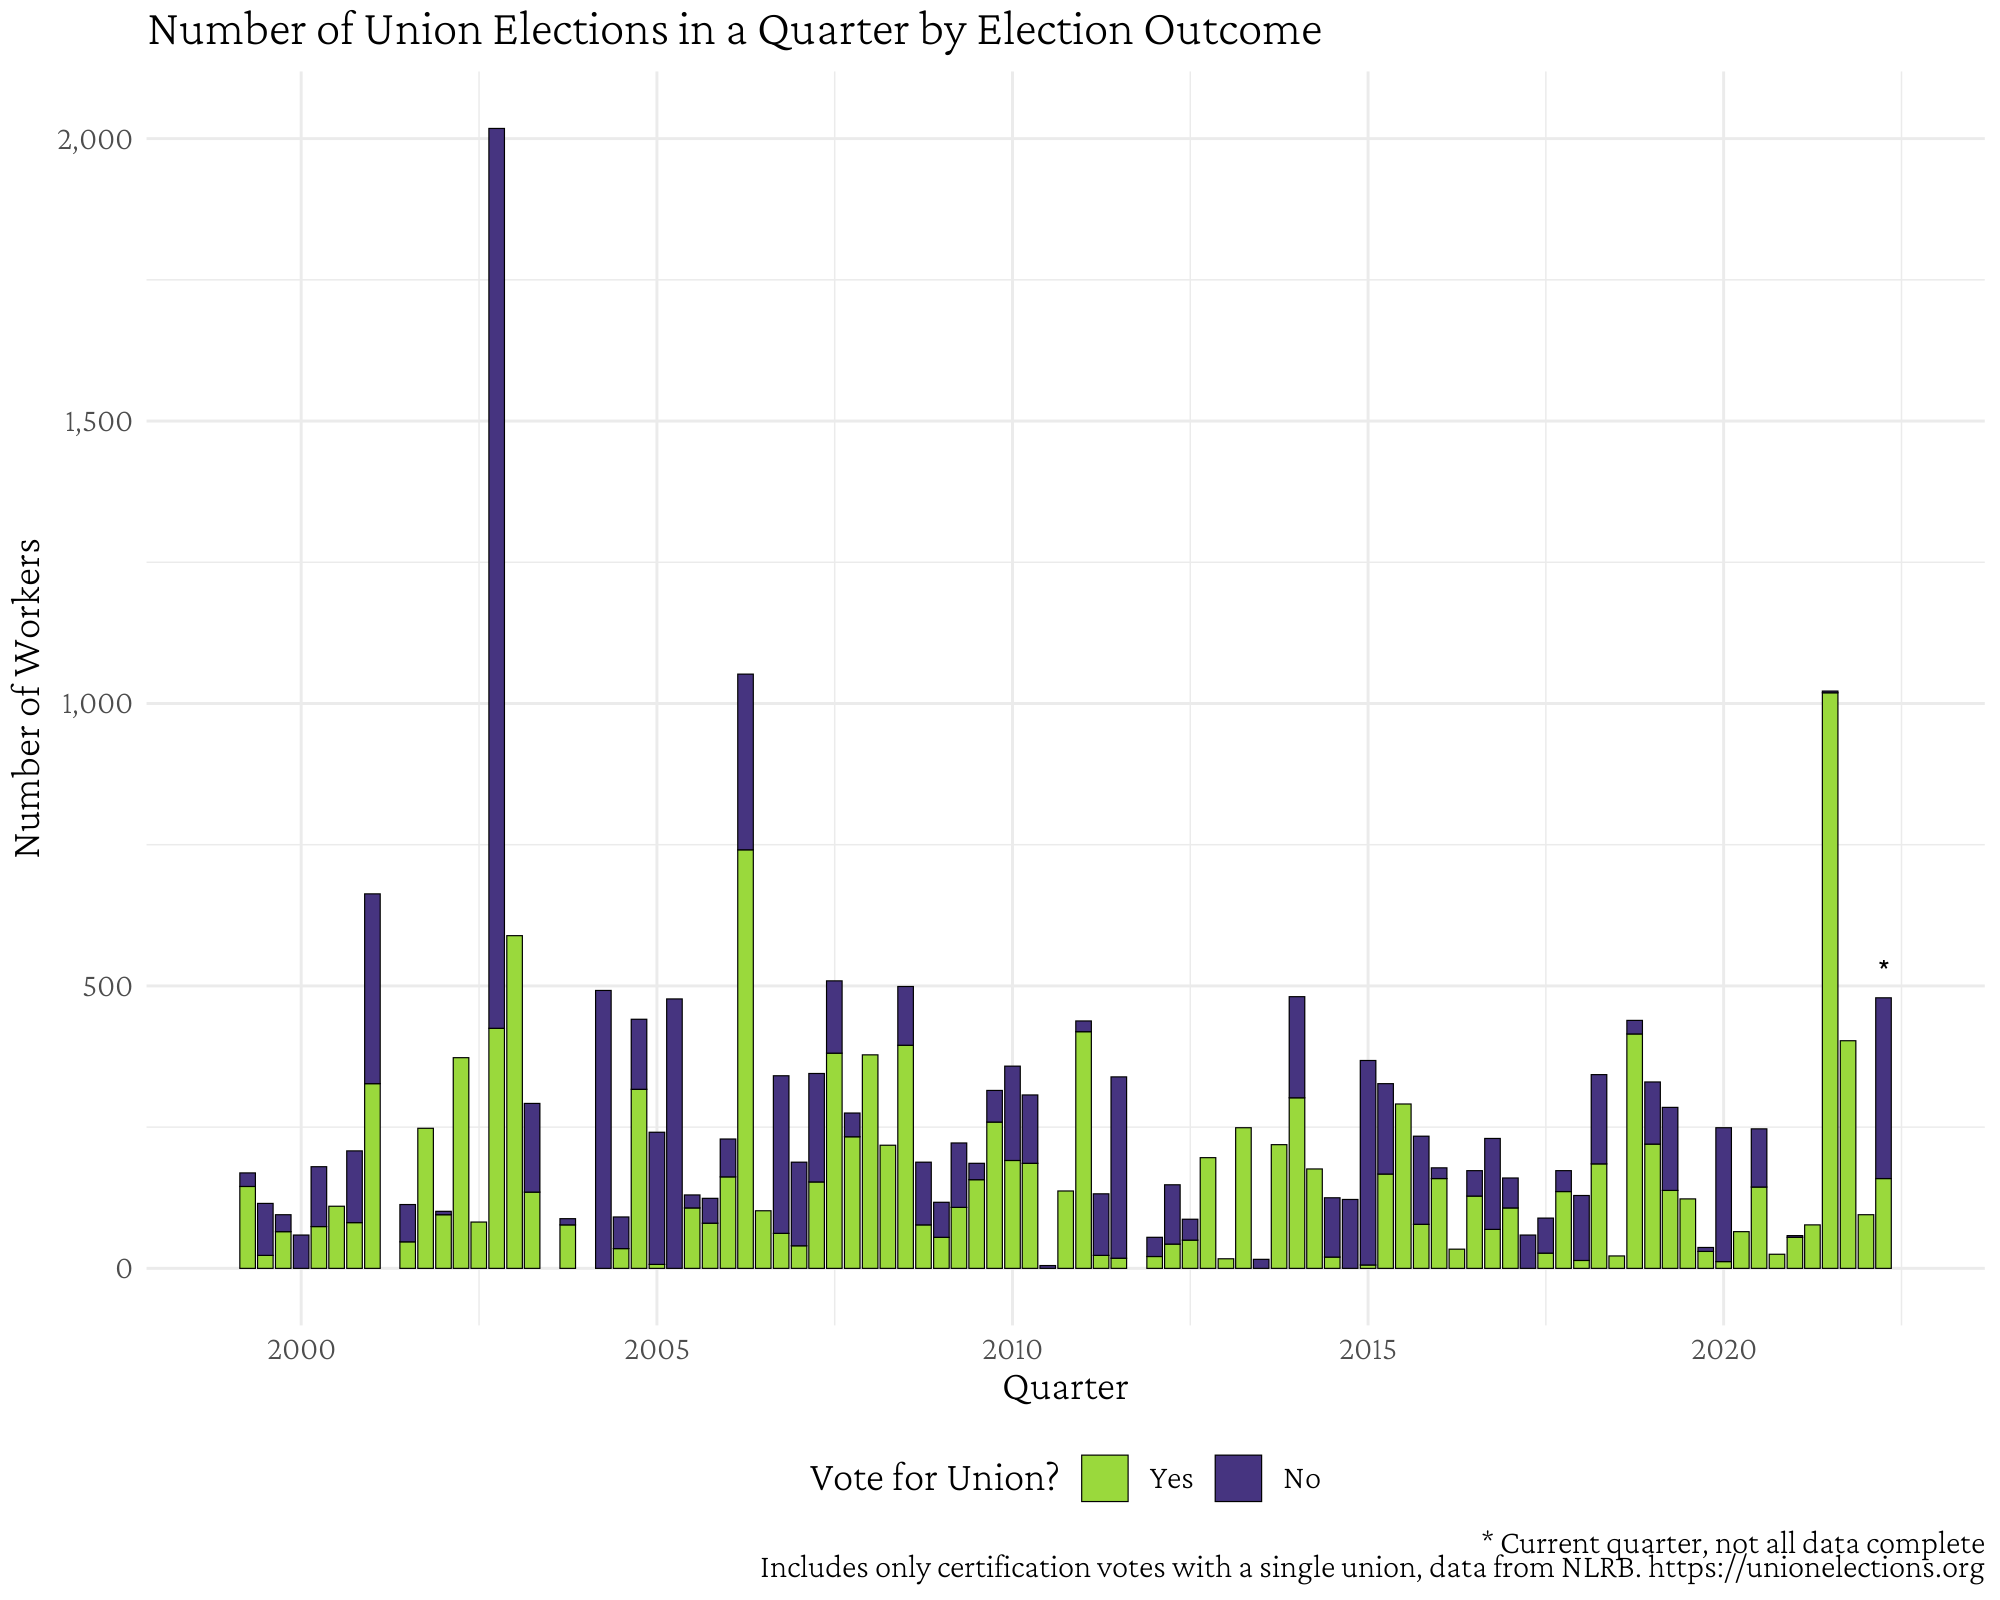 Number of Union Elections in a Quarter by Election Outcome
2,000
1,500
1,000
500
0
Number of Workers
*
2000 2005 2010 2015 2020
Quarter
Vote for Union? Yes No
* Current quarter, not all data complete
Includes only certification votes with a single union, data from NLRB. https://unionelections.org